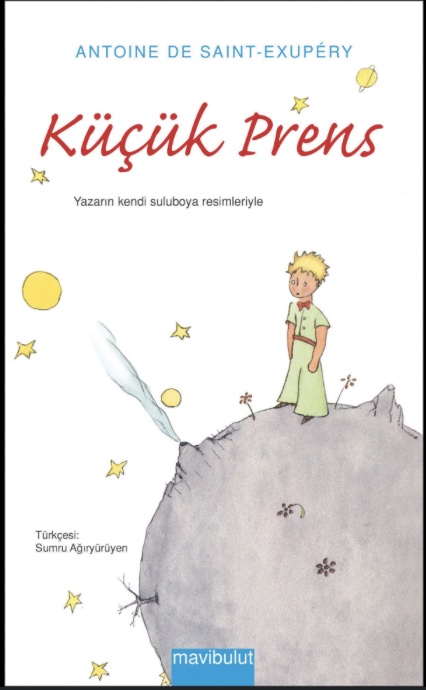 ANTOINE DE SAINT-EXUPÉRY
Küçük Prens
Yazarın kendi suluboya resimleriyle
Türkçesi:
Sumru Ağıryürüyen
mavibulut